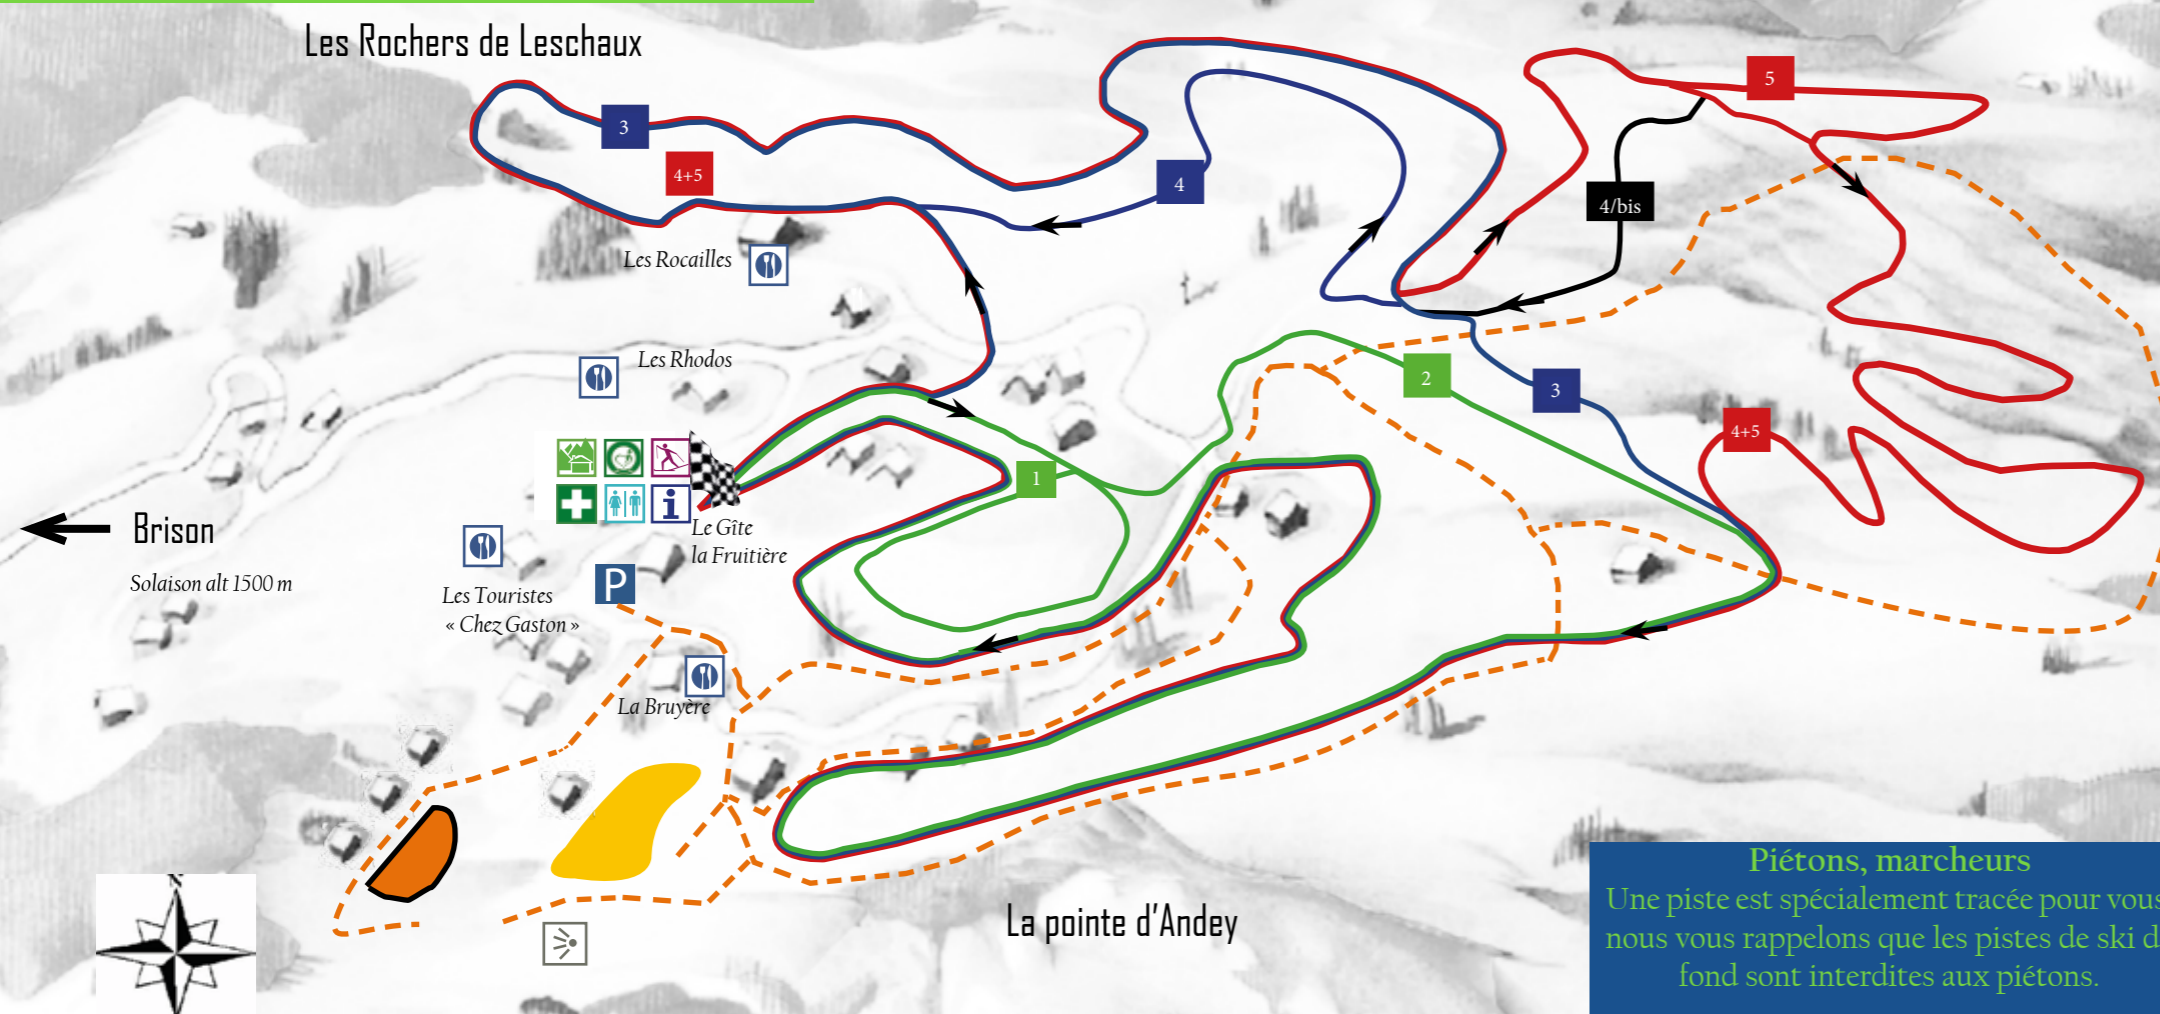 Les Rochers de Leschaux
5
3
4+5
4
4/bis
Les Rocailles
Les Rhodos
2
3
4+5
1
Brison
Le Gîte
la Fruitière
Solaison alt 1500 m
P
Les Touristes
« Chez Gaston »
La Bruyère
i
N
La pointe d'Andey
Piétons, marcheurs
Une piste est spécialement tracée pour vous
nous vous rappelons que les pistes de ski d
fond sont interdites aux piétons.